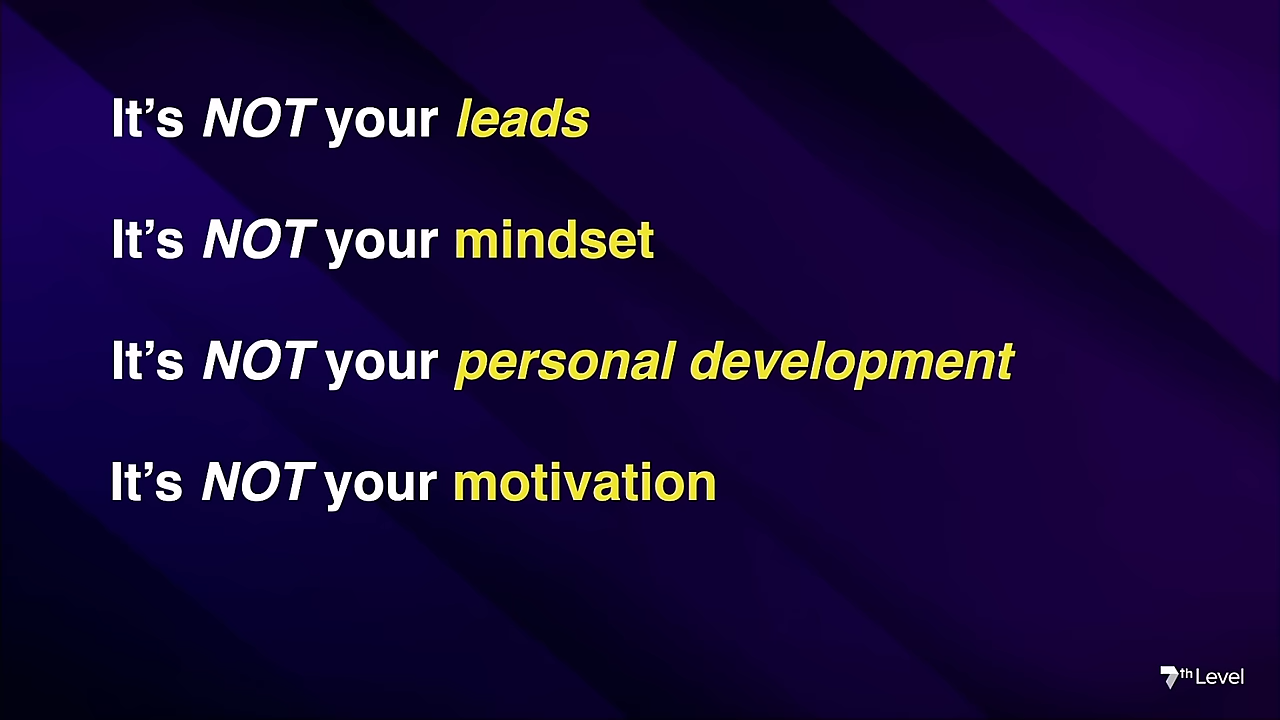 It’s NOT your leads
It’s NOT your mindset
It’s NOT your personal development
It’s NOT your motivation
7th Level